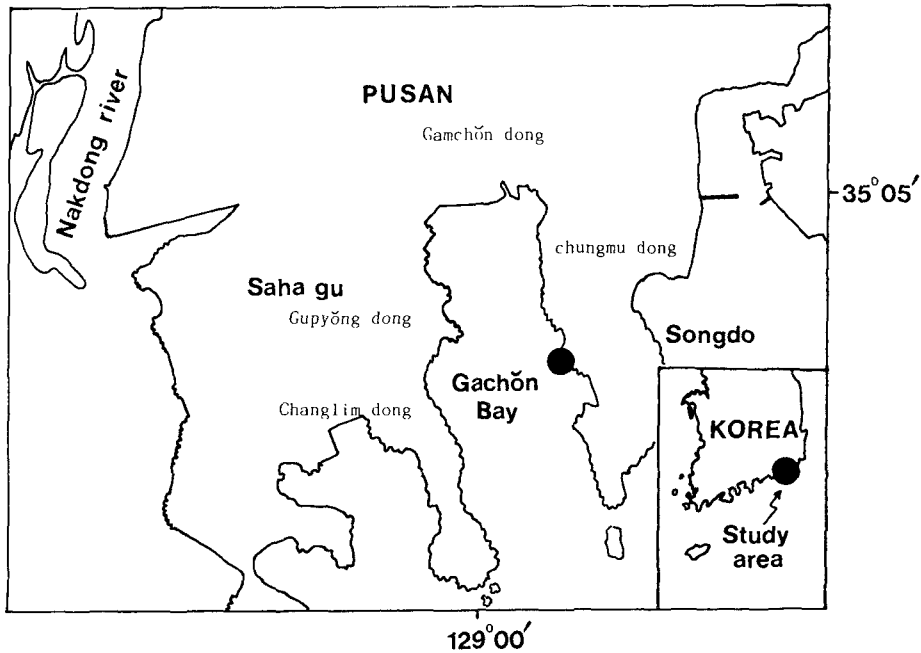 PUSAN
Gamchŏn dong
Nakdong river
35° 05′
chungmu dong
Saha gu
Gupyŏng dong
Songdo
Gachŏn
Bay
Changlim dong
KOREA
Study
area
129° 00′